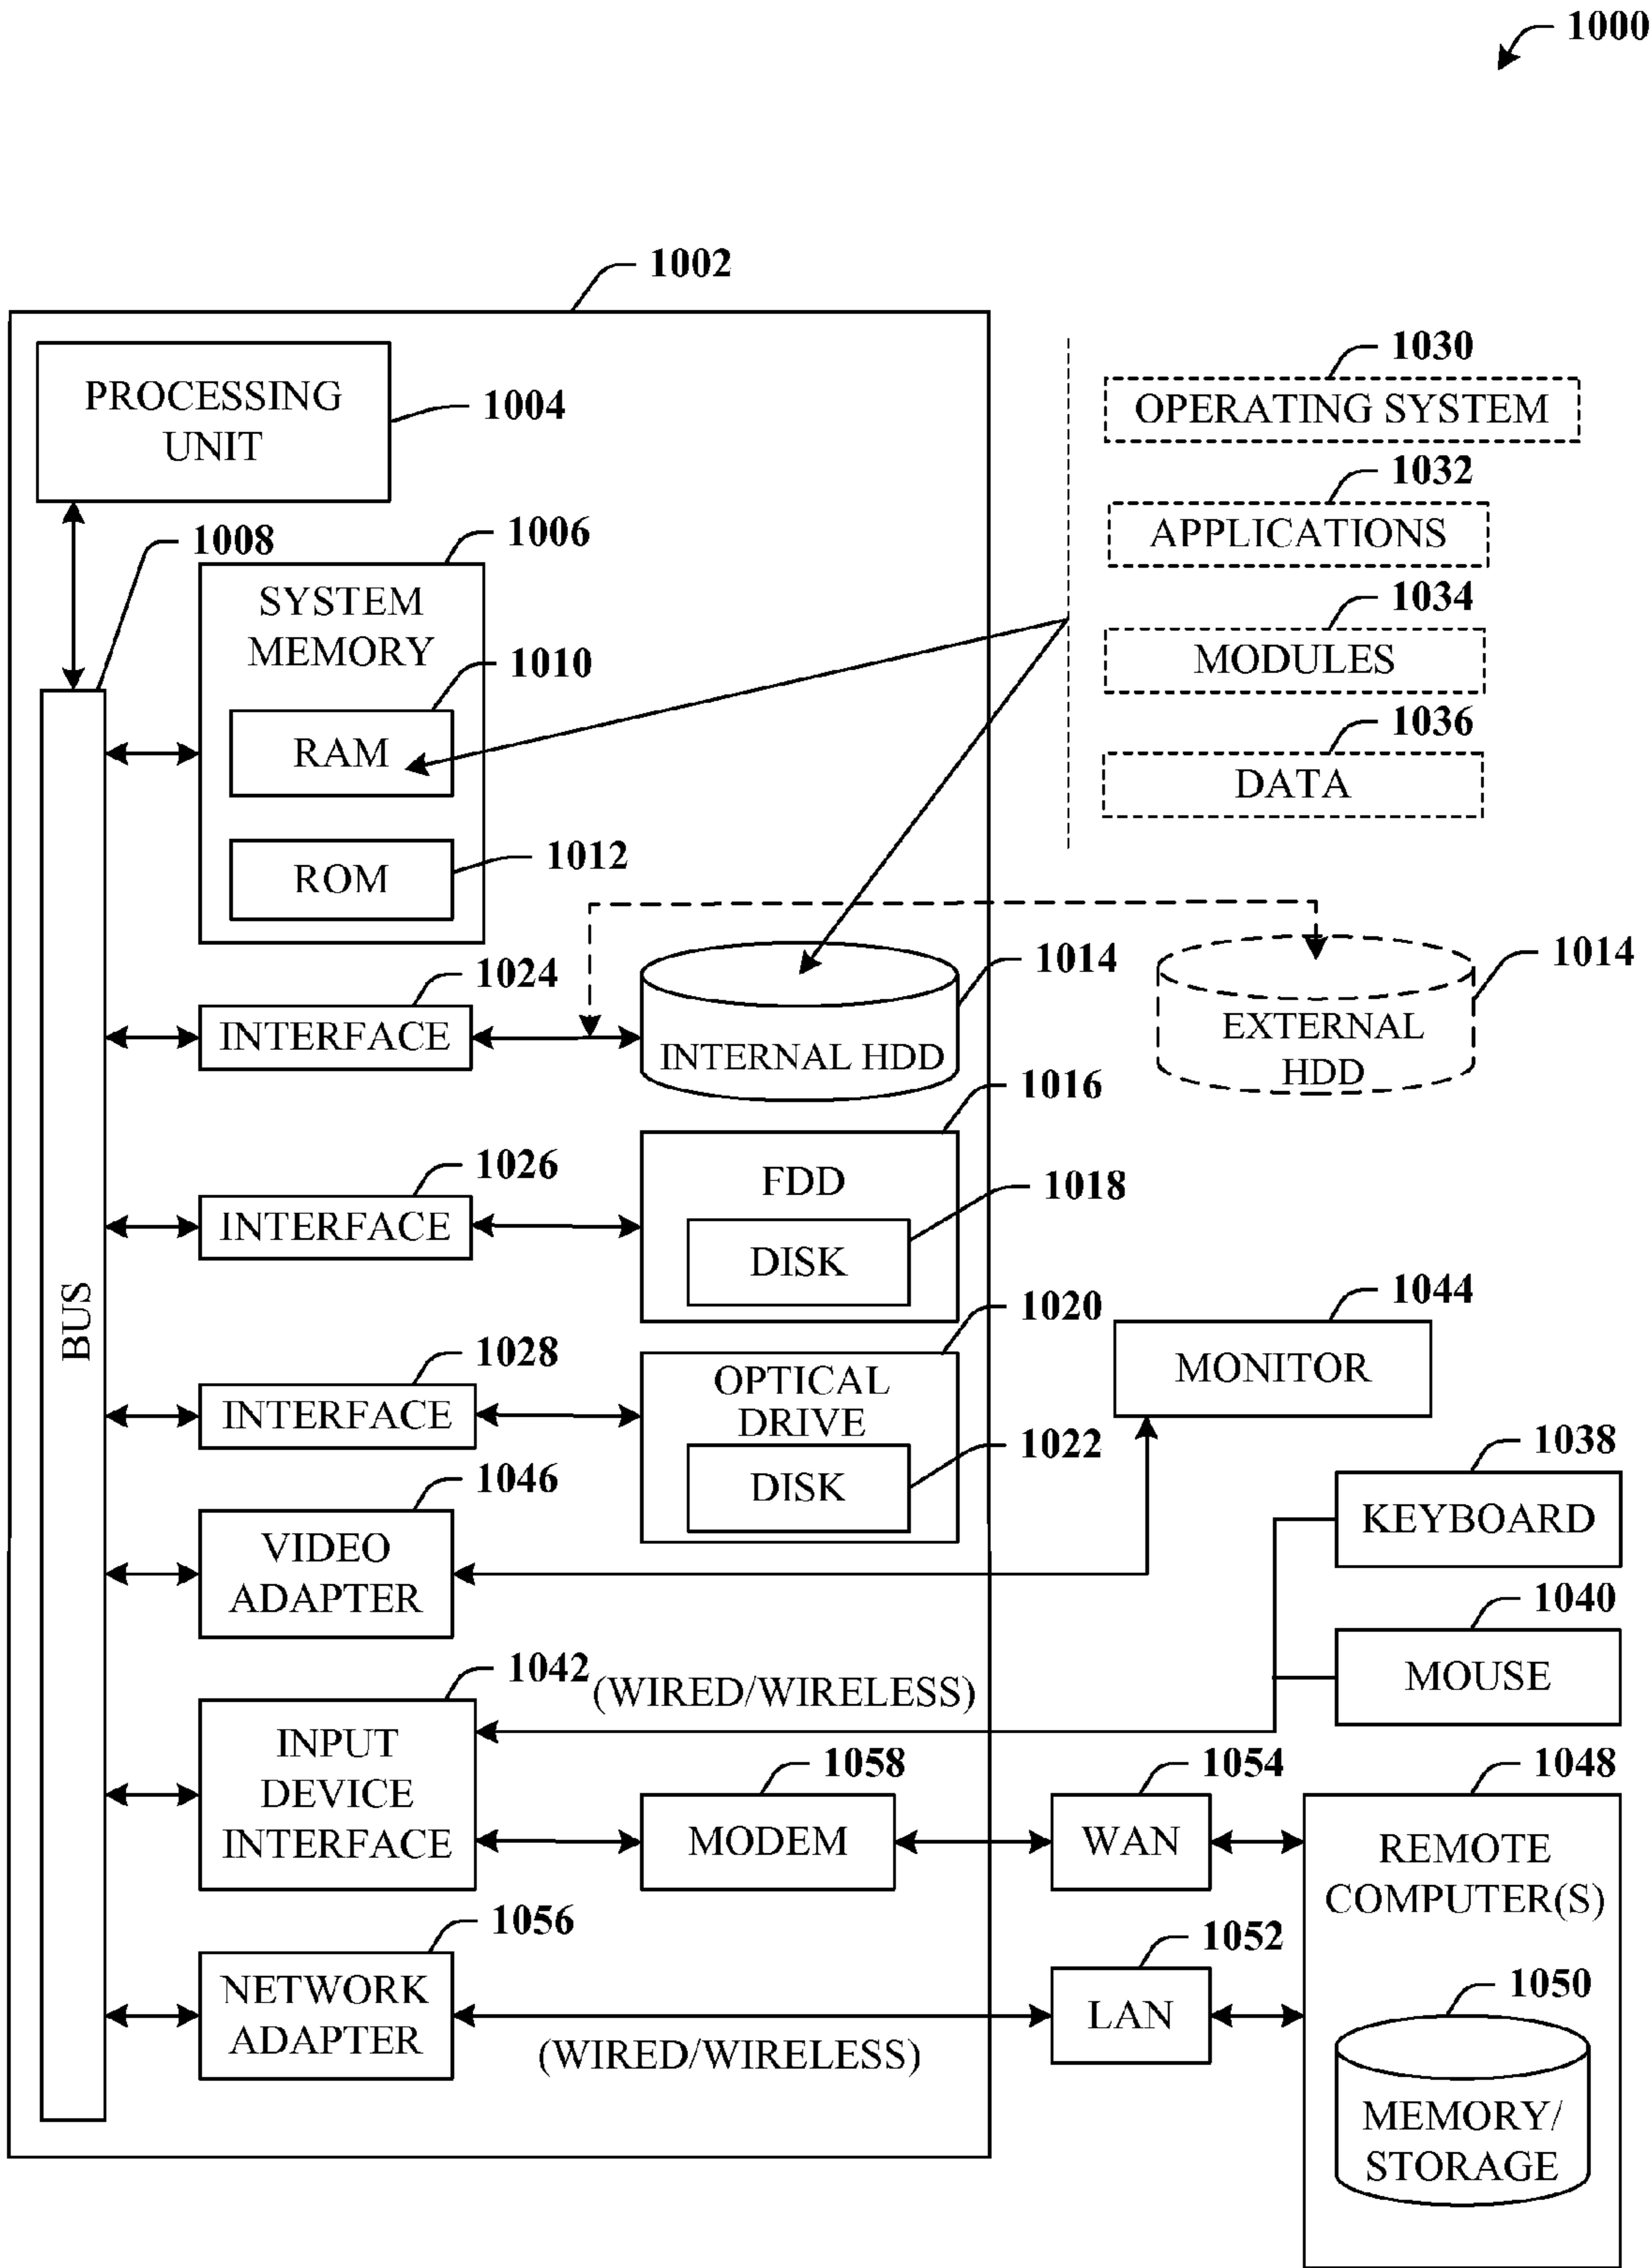 1000
1002
PROCESSING
UNIT
1004
1008
1006
SYSTEM
MEMORY
1010
RAM
ROM
1012
1030
OPERATING SYSTEM
1032
APPLICATIONS
1034
MODULES
1036
DATA
BUS
1024
INTERFACE
1014
INTERNAL HDD
1014
EXTERNAL
HDD
1026
INTERFACE
1016
FDD
1018
DISK
1028
INTERFACE
1020
OPTICAL
DRIVE
1022
DISK
1044
MONITOR
1046
VIDEO
ADAPTER
1038
KEYBOARD
1040
MOUSE
1042
(WIRED/WIRELESS)
INPUT
DEVICE
INTERFACE
1058
MODEM
1054
WAN
1048
REMOTE
COMPUTER(S)
1056
NETWORK
ADAPTER
(WIRED/WIRELESS)
1052
LAN
1050
MEMORY/
STORAGE